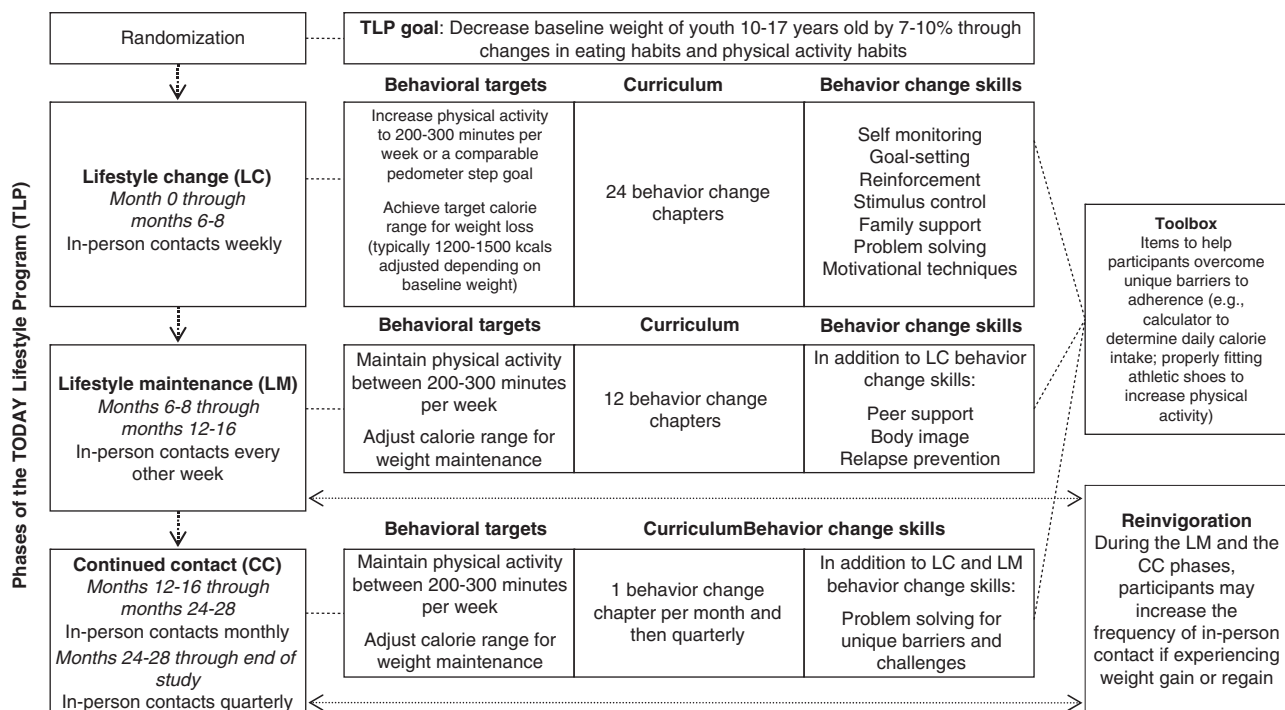 Phases of the TODAY Lifestyle Program (TLP)
Randomization
TLP goal: Decrease baseline weight of youth 10-17 years old by 7-10% through
changes in eating habits and physical activity habits
Lifestyle change (LC)
Month 0 through
months 6-8
In-person contacts weekly
Behavioral targets
Increase physical activity
to 200-300 minutes per
week or a comparable
pedometer step goal
Achieve target calorie
range for weight loss
(typically 1200-1500 kcals
adjusted depending on
baseline weight)
Curriculum
24 behavior change
chapters
Behavior change skills
Self monitoring
Goal-setting
Reinforcement
Stimulus control
Family support
Problem solving
Motivational techniques
Lifestyle maintenance (LM)
Months 6-8 through
months 12-16
In-person contacts every
other week
Behavioral targets
Maintain physical activity
between 200-300 minutes
per week
Adjust calorie range for
weight maintenance
Curriculum
12 behavior change
chapters
Behavior change skills
In addition to LC behavior
change skills:
Peer support
Body image
Relapse prevention
Continued contact (CC)
Months 12-16 through
months 24-28
In-person contacts monthly
Months 24-28 through end of
study
In-person contacts quarterly
Behavioral targets
Maintain physical activity
between 200-300 minutes
per week
Adjust calorie range for
weight maintenance
CurriculumBehavior change skills
1 behavior change
chapter per month and
then quarterly
In addition to LC and LM
behavior change skills:
Problem solving for
unique barriers and
challenges
Toolbox
Items to help
participants overcome
unique barriers to
adherence (e.g.,
calculator to
determine daily calorie
intake; properly fitting
athletic shoes to
increase physical
activity)
Reinvigoration
During the LM and the
CC phases,
participants may
increase the
frequency of in-person
contact if experiencing
weight gain or regain